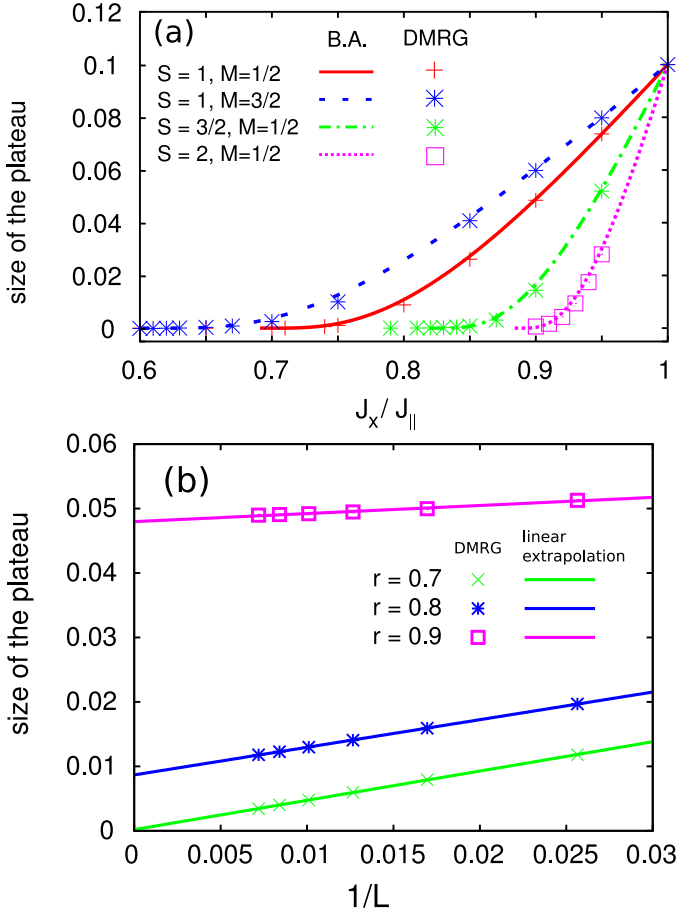 (a)
B.A. DMRG
S = 1, M=1/2
S = 1, M=3/2
S = 3/2, M=1/2
S = 2, M=1/2
size of the plateau
0.12
0.1
0.08
0.06
0.04
0.02
0
0.6 0.7 0.8 0.9 1
J_x / J_||
(b)
DMRG linear
extrapolation
r = 0.7
r = 0.8
r = 0.9
size of the plateau
0.06
0.05
0.04
0.03
0.02
0.01
0
0 0.005 0.01 0.015 0.02 0.025 0.03
1/L